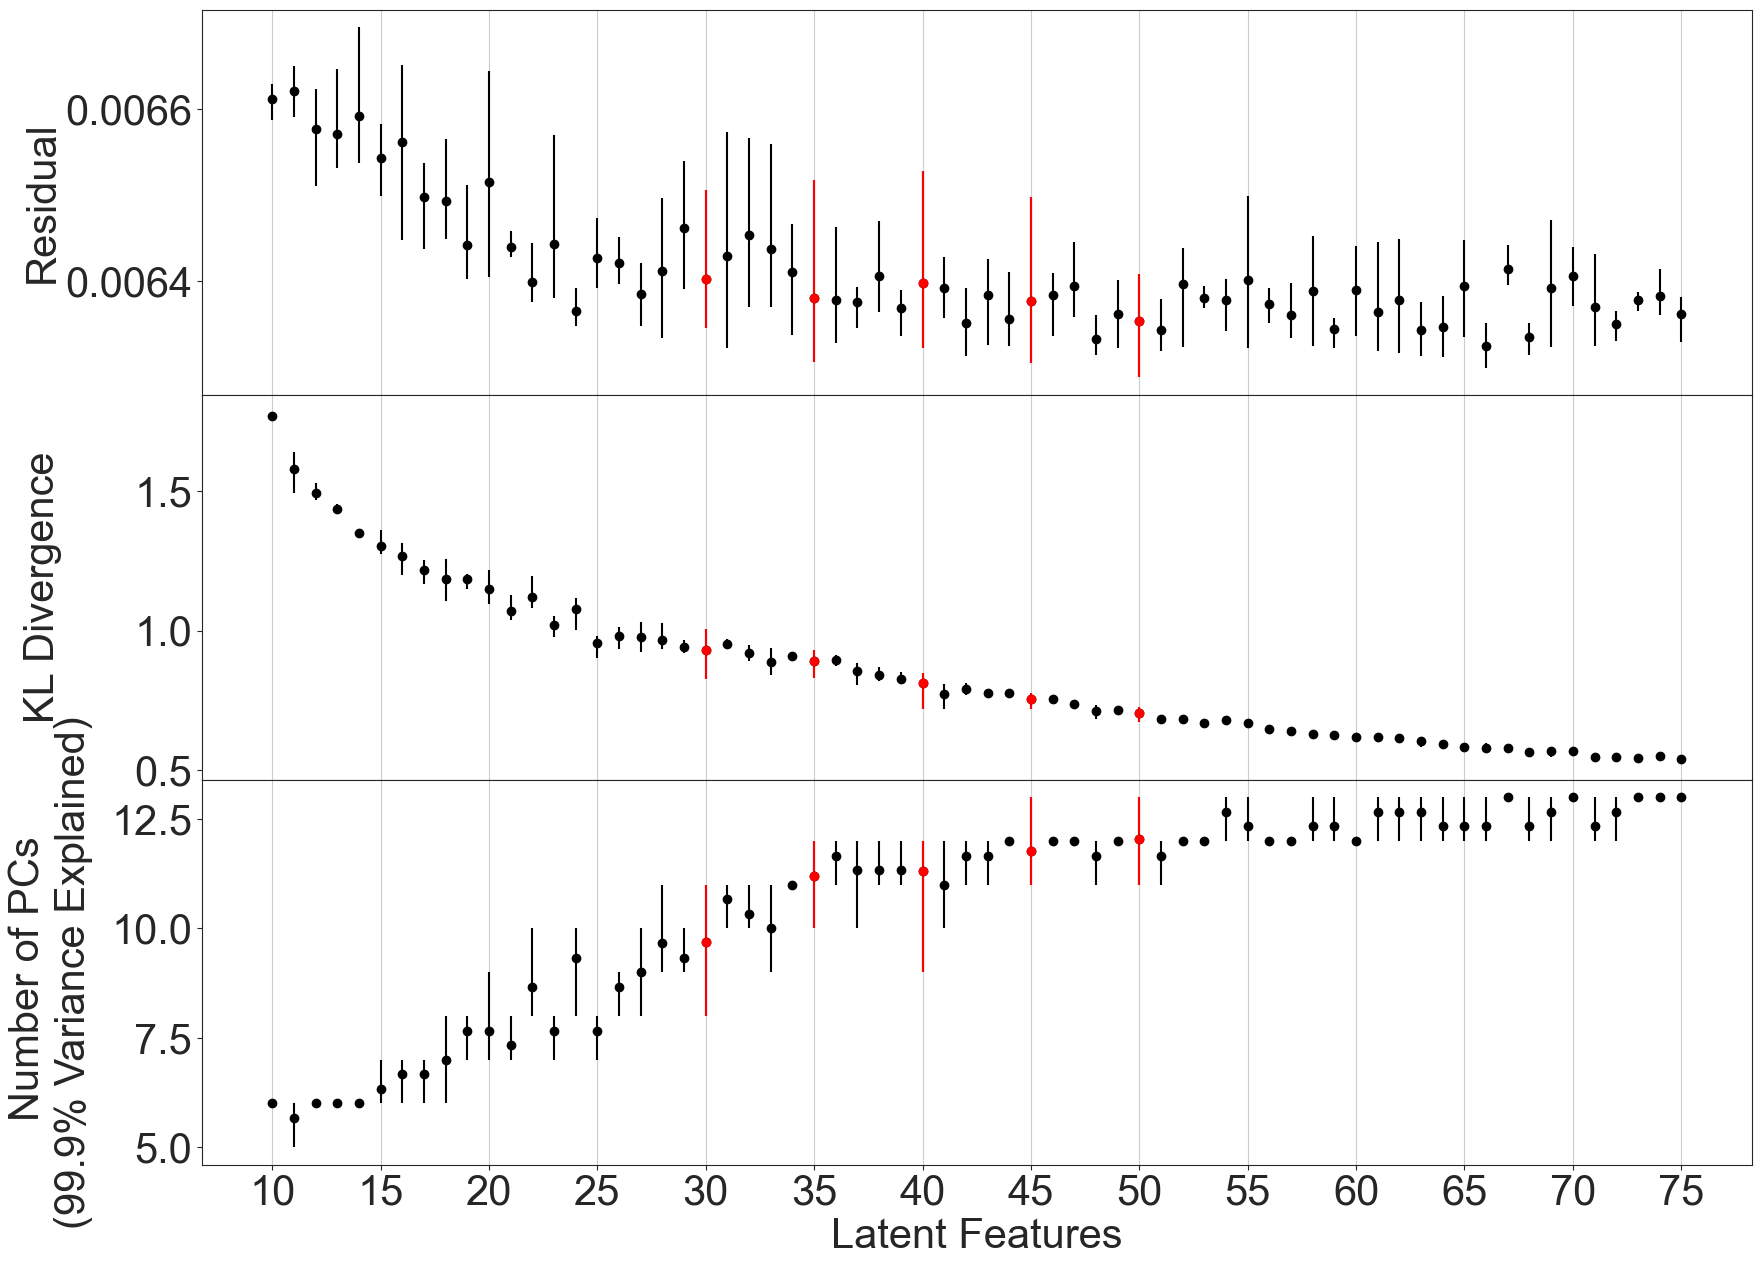 Residual
0.0066
0.0064
KL Divergence
1.5
1.0
0.5
Number of PCs
(99.9% Variance Explained)
12.5
10.0
7.5
5.0
10 15 20 25 30 35 40 45 50 55 60 65 70 75
Latent Features